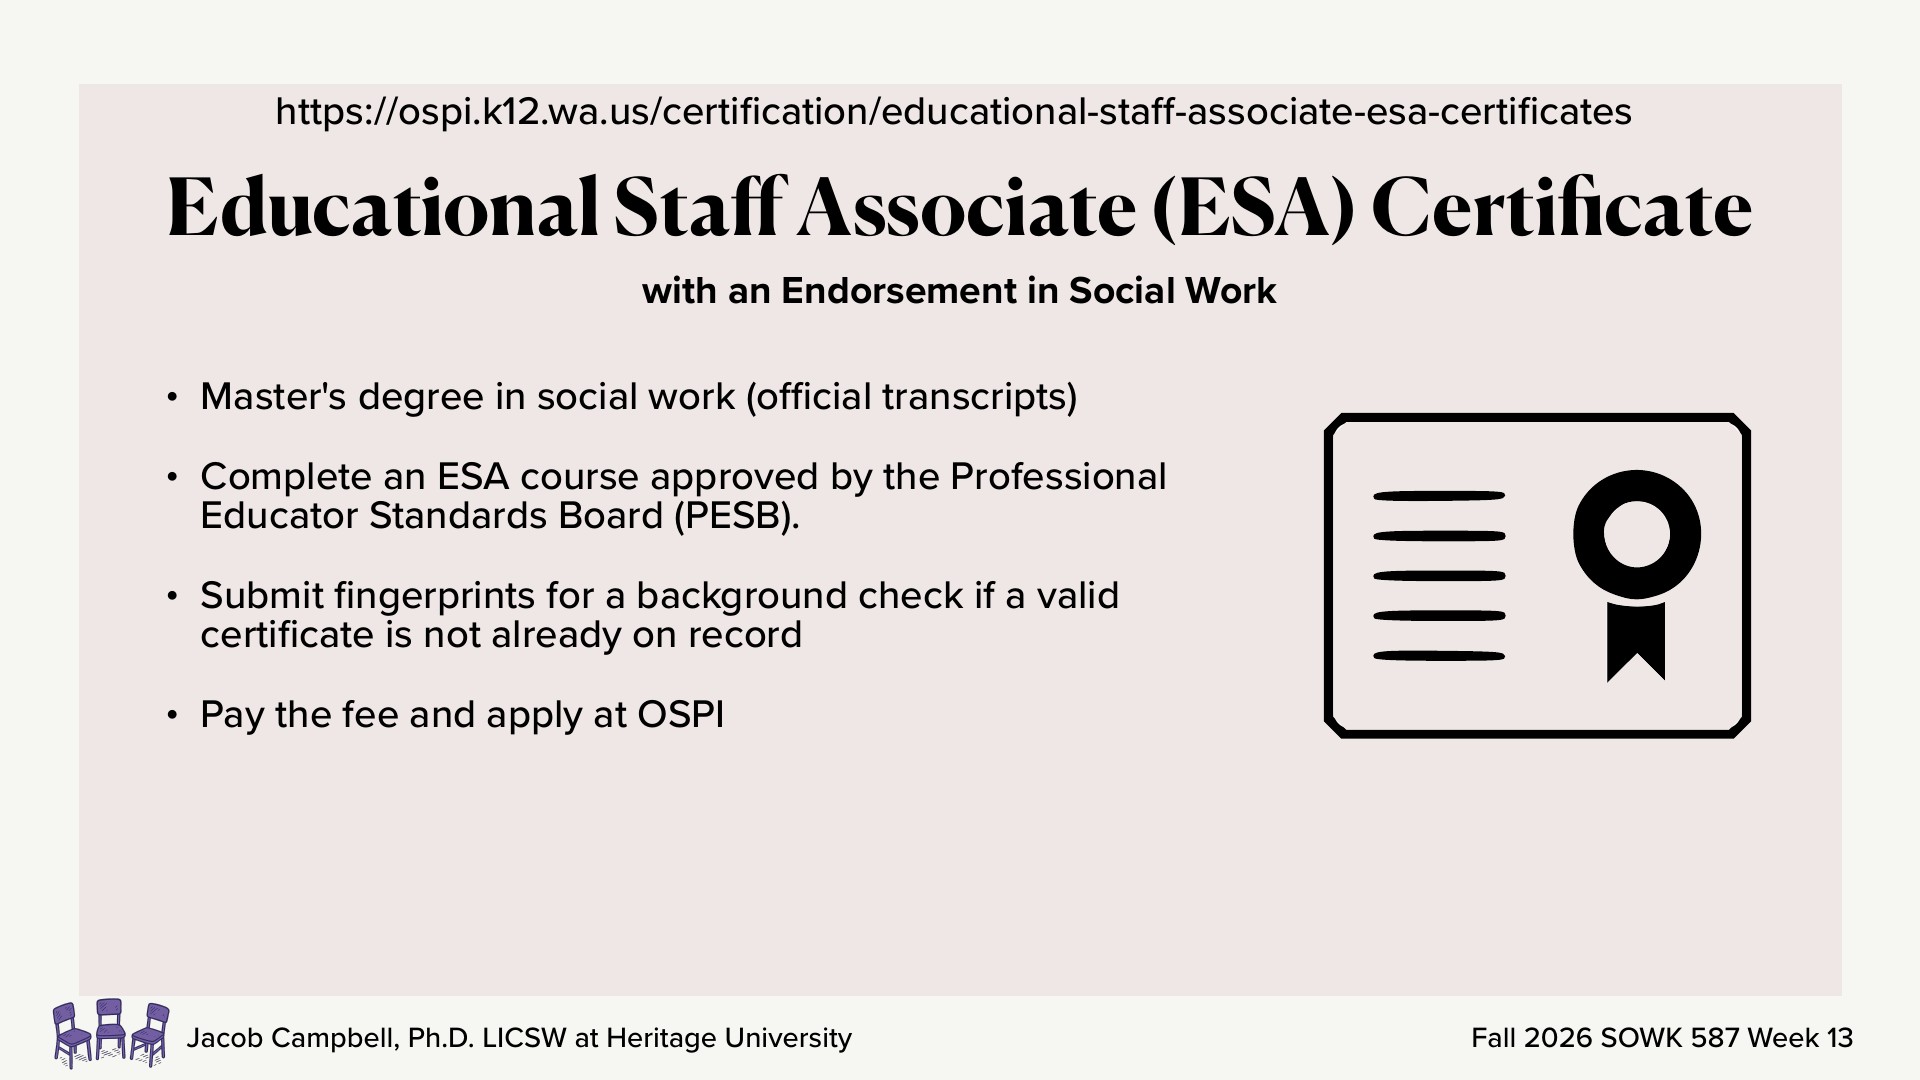 https://ospi.k12.wa.us/certification/educational-staff-associate-esa-certificates
Educational Staff Associate (ESA) Certificate
with an Endorsement in Social Work
• Master's degree in social work (official transcripts)
• Complete an ESA course approved by the Professional
Educator Standards Board (PESB).
• Submit fingerprints for a background check if a valid
certificate is not already on record
• Pay the fee and apply at OSPI
Jacob Campbell, Ph.D. LICSW at Heritage University
Fall 2026 SOWK 587 Week 13